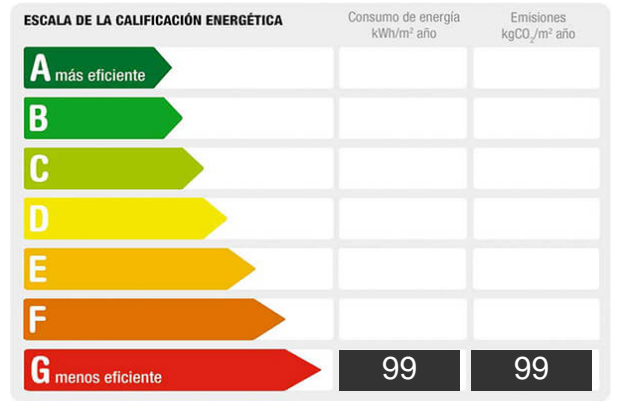 ESCALA DE LA CALIFICACIÓN ENERGÉTICA
Consumo de energía
kWh/m² año
Emisiones
kgCO₂/m² año
A más eficiente
B
C
D
E
F
G menos eficiente
99
99